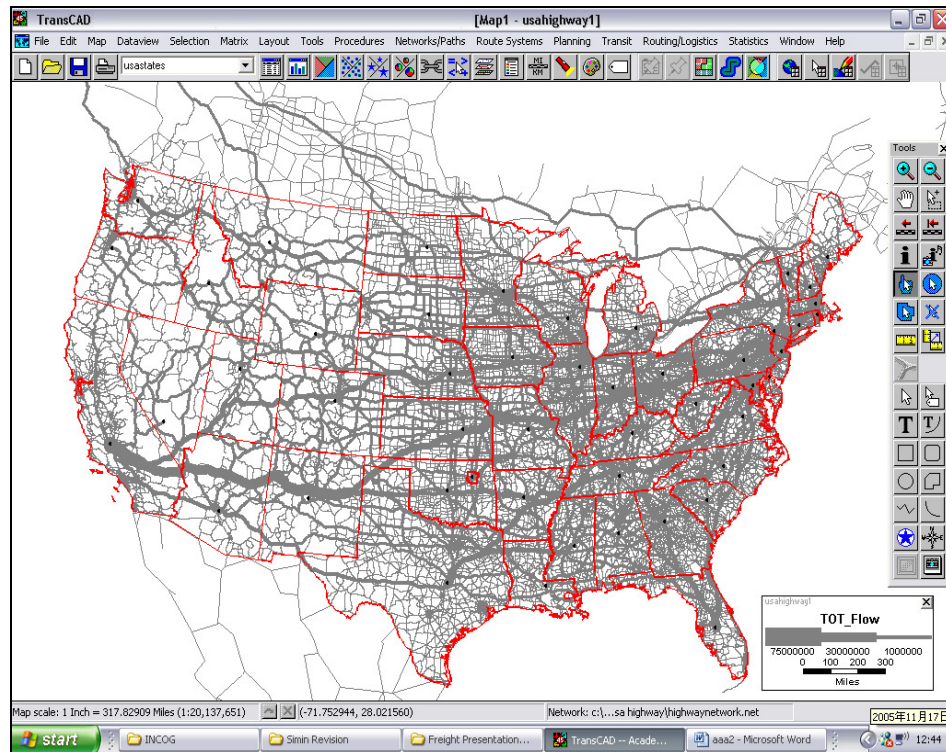 TransCAD [Map1 - usahighway1]
File Edit Map Dataview Selection Matrix Layout Tools Procedures Networks/Paths Route Systems Planning Transit Routing/Logistics Statistics Window Help
usastates
MI
KM
Tools
T T
usahighway1
TOT_Flow
75000000 30000000 1000000
0 100 200 300
Miles
Map scale: 1 Inch = 317.82909 Miles (1:20,137,651) (-71.752944, 28.021560) Network: c:\...sa highway\highwaynetwork.net
2005年11月17日
start INCOG Simin Revision Freight Presentation... TransCAD -- Acade... aaa2 - Microsoft Word 12:44